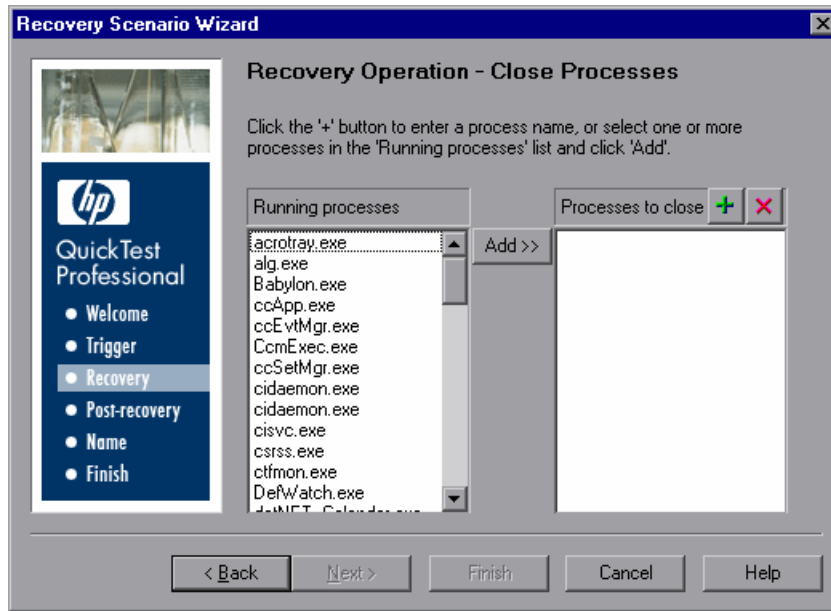 Recovery Scenario Wizard
Recovery Operation - Close Processes
Click the '+' button to enter a process name, or select one or more
processes in the 'Running processes' list and click 'Add'.
hp
QuickTest
Professional
Welcome
Trigger
Recovery
Post-recovery
Name
Finish
Running processes
acrotray.exe
alg.exe
Babylon.exe
ccApp.exe
ccEvtMgr.exe
CcmExec.exe
ccSetMgr.exe
cidaemon.exe
cidaemon.exe
cisvc.exe
csrss.exe
ctfmon.exe
DefWatch.exe
Add >>
Processes to close
< Back
Next >
Finish
Cancel
Help